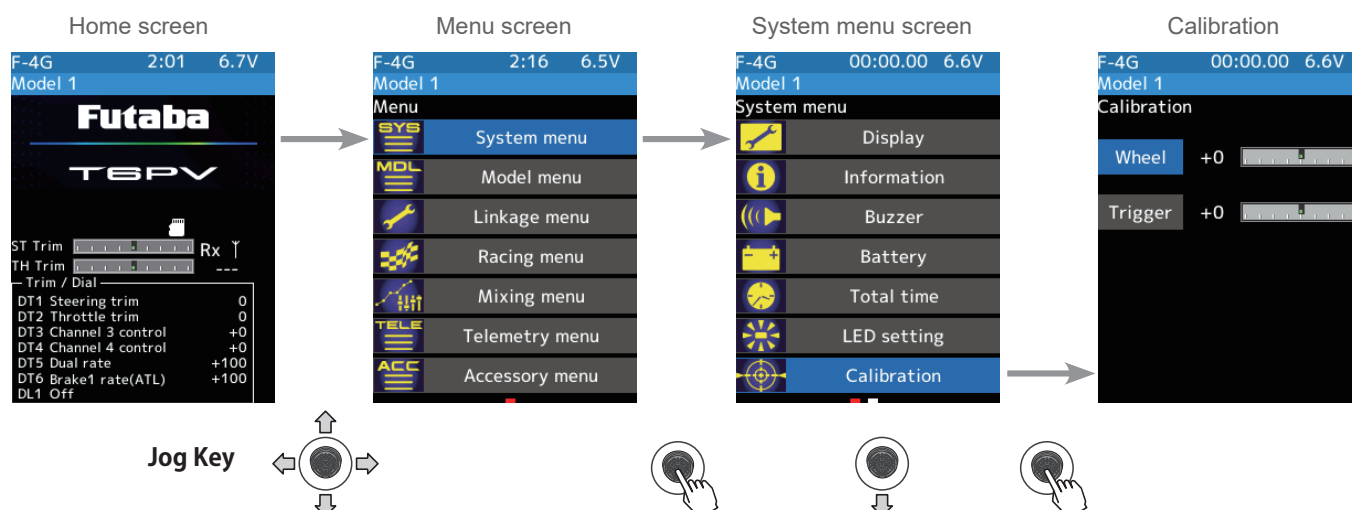 Home screen
Menu screen
System menu screen
Calibration
F-4G 2:01 6.7V
Model 1
Futaba
T6PV
ST Trim Rx
TH Trim ---
Trim / Dial
DT1 Steering trim 0
DT2 Throttle trim 0
DT3 Channel 3 control +0
DT4 Channel 4 control +0
DT5 Dual rate +100
DT6 Brake1 rate(ATL) +100
DL1 Off
F-4G 2:16 6.5V
Model 1
Menu
SYS System menu
MDL Model menu
Linkage menu
Racing menu
Mixing menu
TELE Telemetry menu
ACC Accessory menu
F-4G 00:00.00 6.6V
Model 1
System menu
Display
Information
Buzzer
Battery
Total time
LED setting
Calibration
F-4G 00:00.00 6.6V
Model 1
Calibration
Wheel +0
Trigger +0
Jog Key